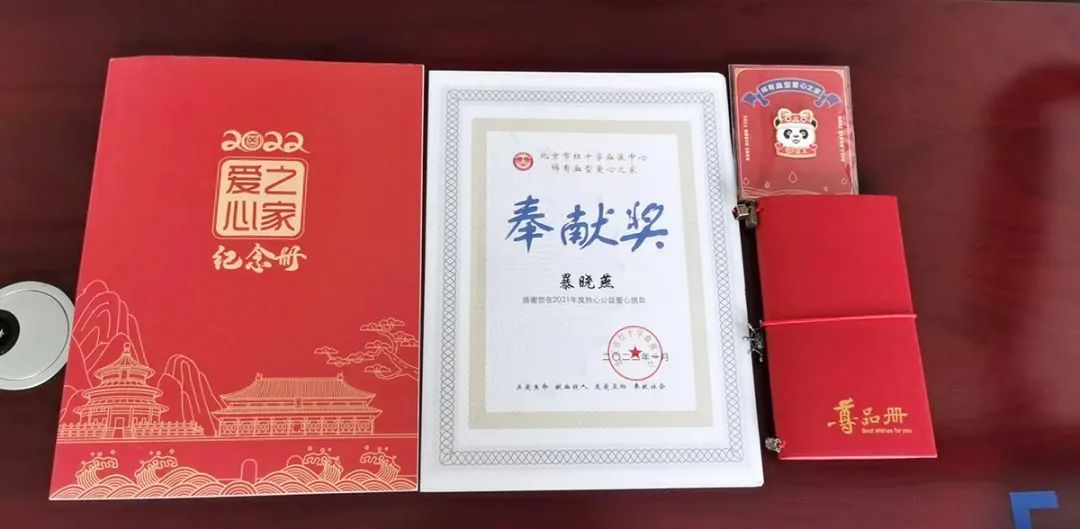 2022
爱之
心家
纪念册
北京市红十字血液中心
稀有血型爱心之家
奉献奖
暴晓燕
感谢您在2021年度热心公益爱心捐血
二〇二二年一月
关爱生命 献血救人 友爱互助 奉献社会
稀有血型爱心之家
RARE BLOOD TYPE
尊品册
Best wishes for you